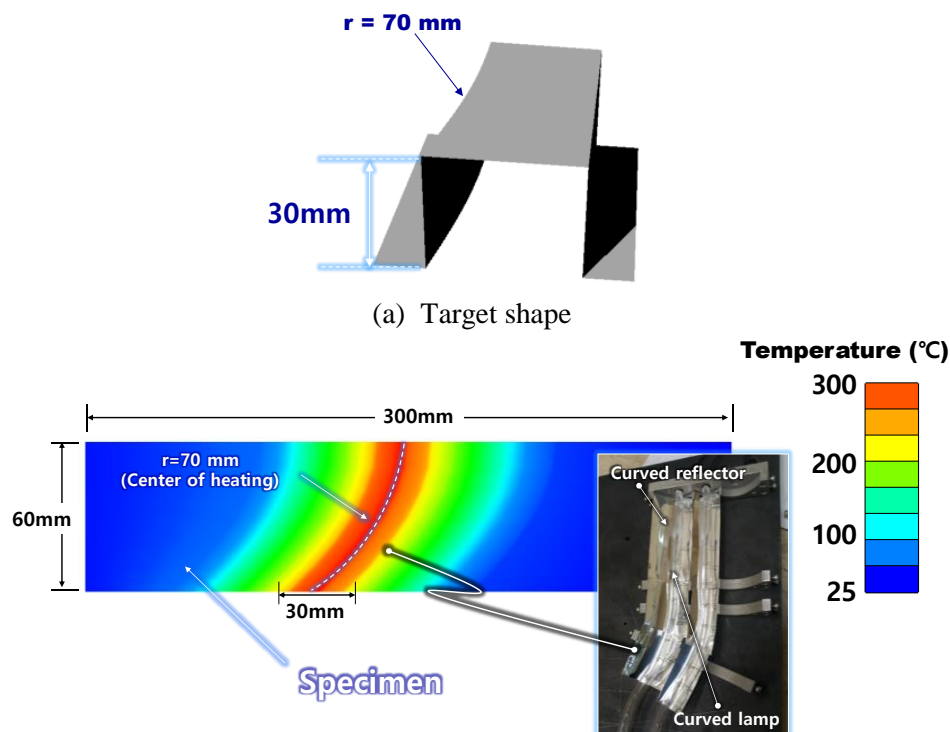 r = 70 mm
30mm
(a) Target shape
Temperature (℃)
300mm
300
r=70 mm
(Center of heating)
Curved reflector
200
60mm
100
30mm
25
Specimen
Curved lamp